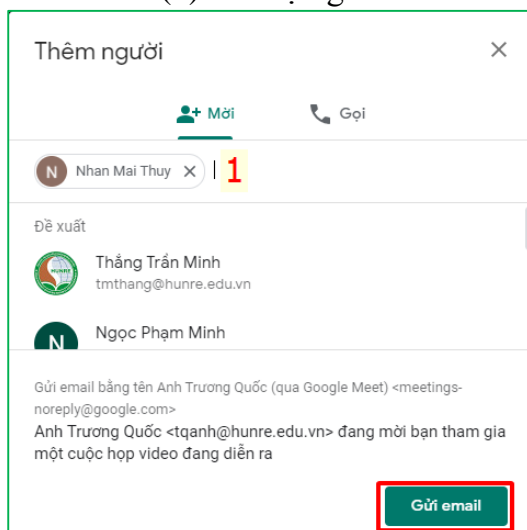 Thêm người
Mời
Gọi
N Nhan Mai Thuy
1
Đề xuất
HUNRE
Thắng Trần Minh
tmthang@hunre.edu.vn
N
Ngọc Phạm Minh
Gửi email bằng tên Anh Trương Quốc (qua Google Meet) <meetings-
noreply@google.com>
Anh Trương Quốc <tqanh@hunre.edu.vn> đang mời bạn tham gia
một cuộc họp video đang diễn ra
Gửi email